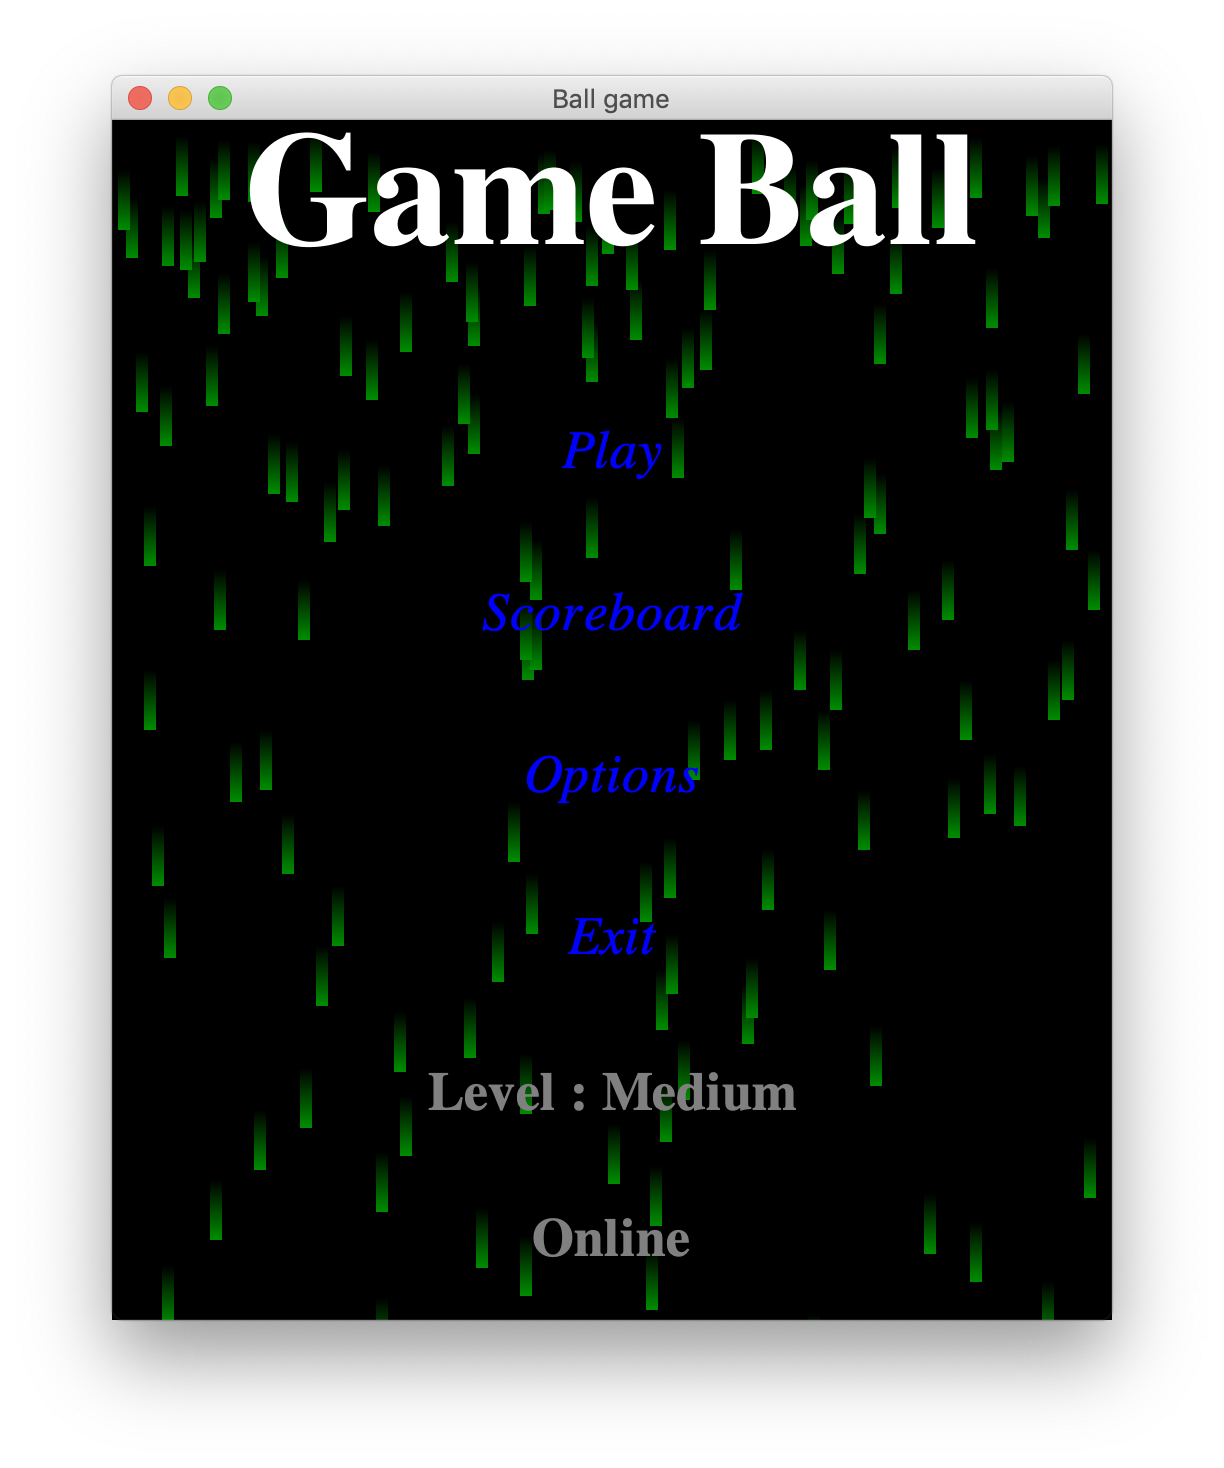 Ball game
Game Ball
Play
Scoreboard
Options
Exit
Level : Medium
Online